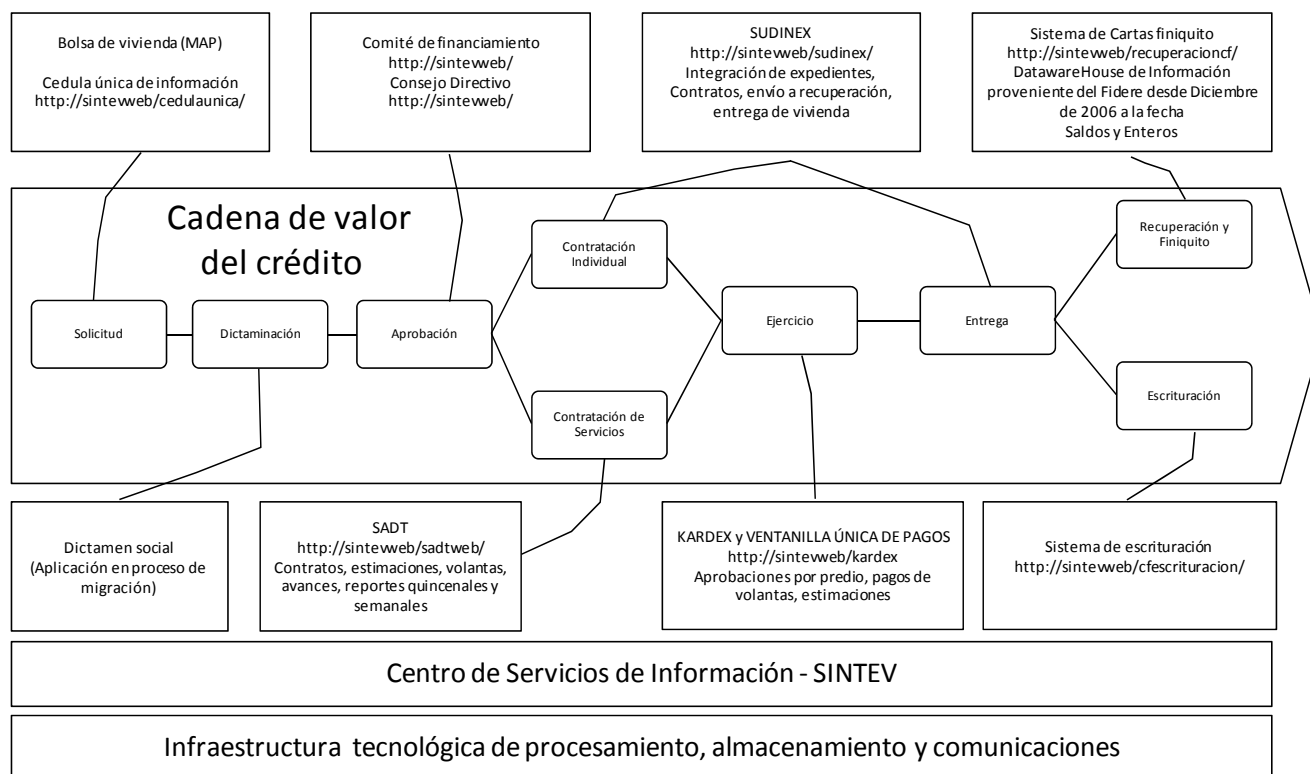 Bolsa de vivienda (MAP)
Cedula única de información
http://sintevweb/cedulaunica/
Comité de financiamiento
http://sintevweb/
Consejo Directivo
http://sintevweb/
SUDINEX
http://sintevweb/sudinex/
Integración de expedientes,
Contratos, envío a recuperación,
entrega de vivienda
Sistema de Cartas finiquito
http://sintevweb/recuperacioncf/
DatawareHouse de Información
proveniente del Fidere desde Diciembre
de 2006 a la fecha
Saldos y Enteros
Cadena de valor
del crédito
Solicitud
Dictaminación
Aprobación
Contratación
Individual
Contratación de
Servicios
Ejercicio
Entrega
Recuperación y
Finiquito
Escrituración
Dictamen social
(Aplicación en proceso de
migración)
SADT
http://sintevweb/sadtweb/
Contratos, estimaciones, volantas,
avances, reportes quincenales y
semanales
KARDEX y VENTANILLA ÚNICA DE PAGOS
http://sintevweb/kardex
Aprobaciones por predio, pagos de
volantas, estimaciones
Sistema de escrituración
http://sintevweb/cfescrituracion/
Centro de Servicios de Información - SINTEV
Infraestructura tecnológica de procesamiento, almacenamiento y comunicaciones